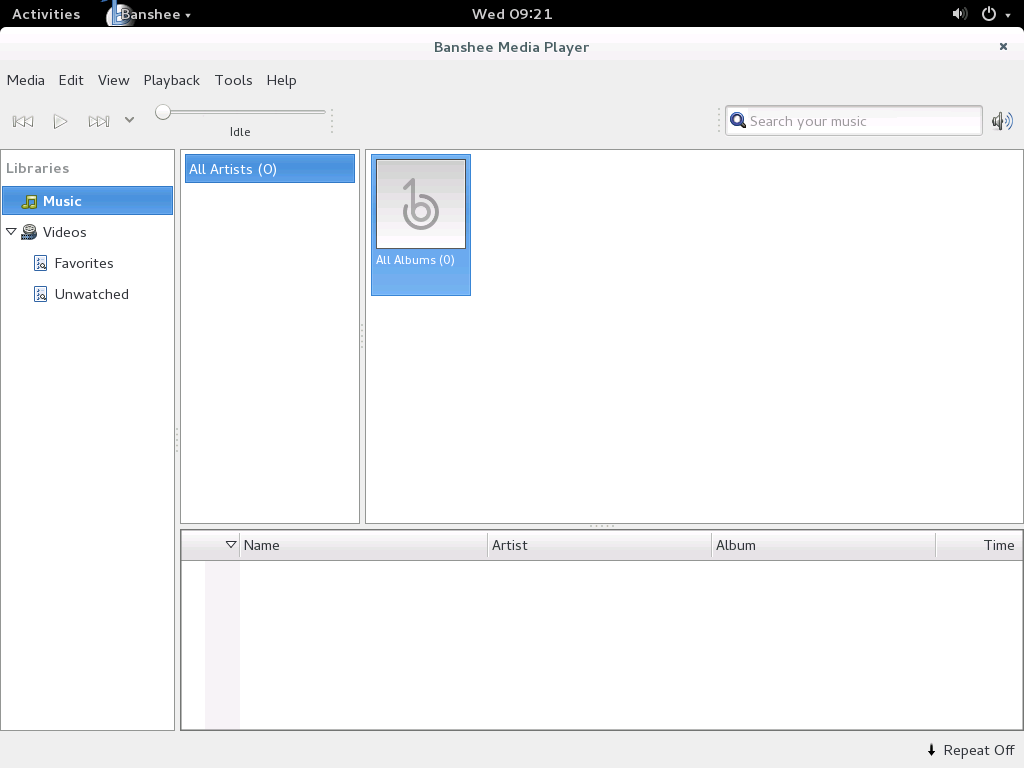 Activities Banshee Wed 09:21
Banshee Media Player
Media Edit View Playback Tools Help
Idle
Search your music
Libraries
Music
Videos
Favorites
Unwatched
All Artists (0)
All Albums (0)
Name Artist Album Time
Repeat Off